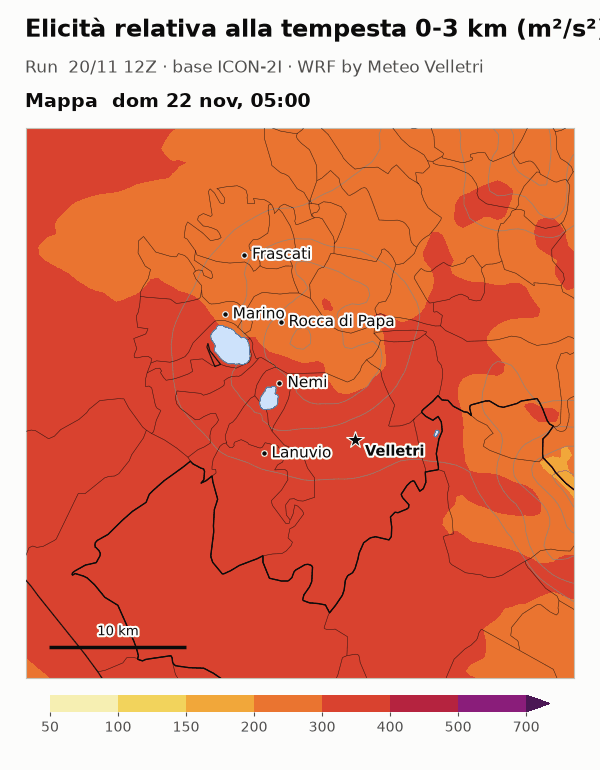 Elicità relativa alla tempesta 0-3 km (m²/s²)
Run 20/11 12Z · base ICON-2I · WRF by Meteo Velletri
Mappa dom 22 nov, 05:00
Frascati
Marino
Rocca di Papa
Nemi
Velletri
Lanuvio
10 km
50 100 150 200 300 400 500 700